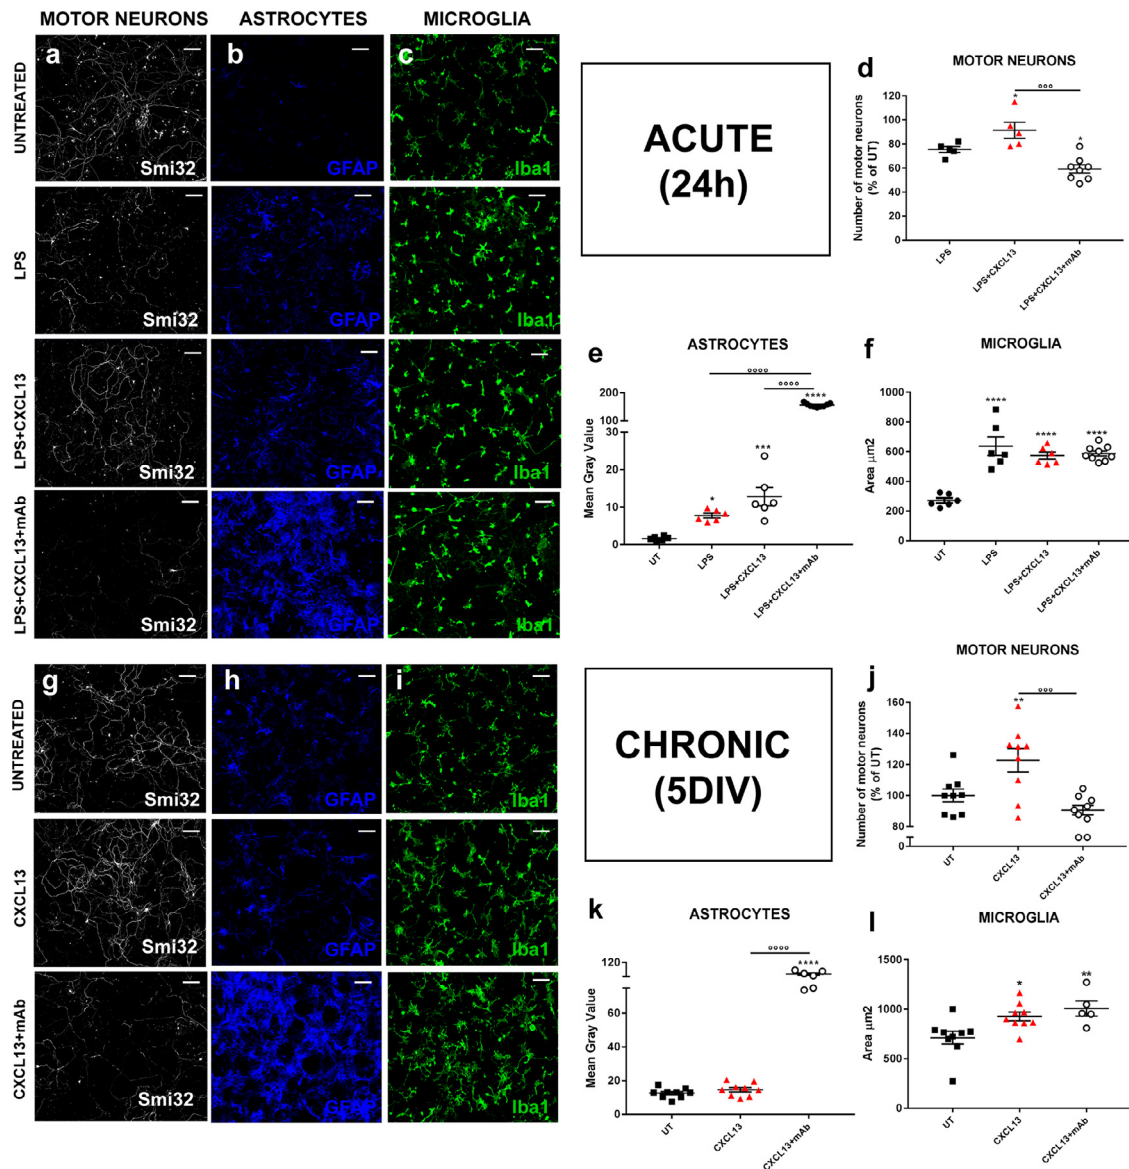 MOTOR NEURONS ASTROCYTES MICROGLIA
UNTREATED
a
Smi32
b
GFAP
c
Iba1
LPS
Smi32
GFAP
Iba1
LPS+CXCL13
Smi32
GFAP
Iba1
LPS+CXCL13+mAb
Smi32
GFAP
Iba1
ACUTE
(24h)
d
MOTOR NEURONS
Number of motor neurons
(% of UT)
120
100
80
60
40
20
0
*
°°°
*
LPS
LPS+CXCL13
LPS+CXCL13+mAb
e
ASTROCYTES
Mean Gray Value
200
100
30
20
10
0
*
***
°°°°
°°°°
****
UT
LPS
LPS+CXCL13
LPS+CXCL13+mAb
f
MICROGLIA
Area µm2
1000
800
600
400
200
0
****
****
****
UT
LPS
LPS+CXCL13
LPS+CXCL13+mAb
UNTREATED
g
Smi32
h
GFAP
i
Iba1
CXCL13
Smi32
GFAP
Iba1
CXCL13+mAb
Smi32
GFAP
Iba1
CHRONIC
(5DIV)
j
MOTOR NEURONS
Number of motor neurons
(% of UT)
160
140
120
100
80
0
**
°°°
UT
CXCL13
CXCL13+mAb
k
ASTROCYTES
Mean Gray Value
120
60
40
20
0
°°°°
****
UT
CXCL13
CXCL13+mAb
l
MICROGLIA
Area µm2
1500
1000
500
0
*
**
UT
CXCL13
CXCL13+mAb